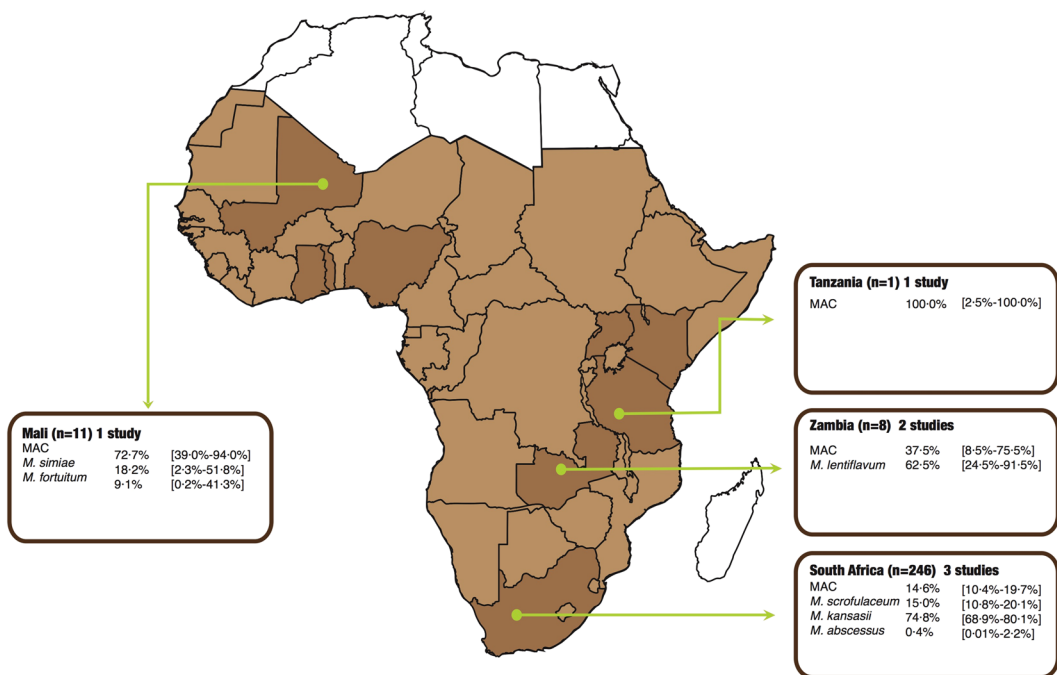 Tanzania (n=1) 1 study
MAC 100·0% [2·5%-100·0%]
Mali (n=11) 1 study
MAC 72·7% [39·0%-94·0%]
M. simiae 18·2% [2·3%-51·8%]
M. fortuitum 9·1% [0·2%-41·3%]
Zambia (n=8) 2 studies
MAC 37·5% [8·5%-75·5%]
M. lentiflavum 62·5% [24·5%-91·5%]
South Africa (n=246) 3 studies
MAC 14·6% [10·4%-19·7%]
M. scrofulaceum 15·0% [10·8%-20·1%]
M. kansasii 74·8% [68·9%-80·1%]
M. abscessus 0·4% [0·01%-2·2%]